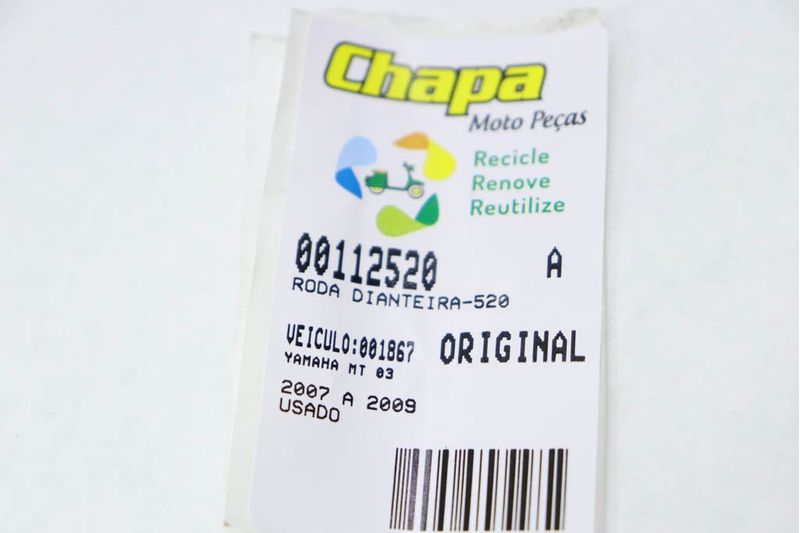 Chapa
Moto Peças
Recicle
Renove
Reutilize
00112520 A
RODA DIANTEIRA-520
VEICULO:001867 ORIGINAL
YAMAHA MT 03
2007 A 2009
USADO